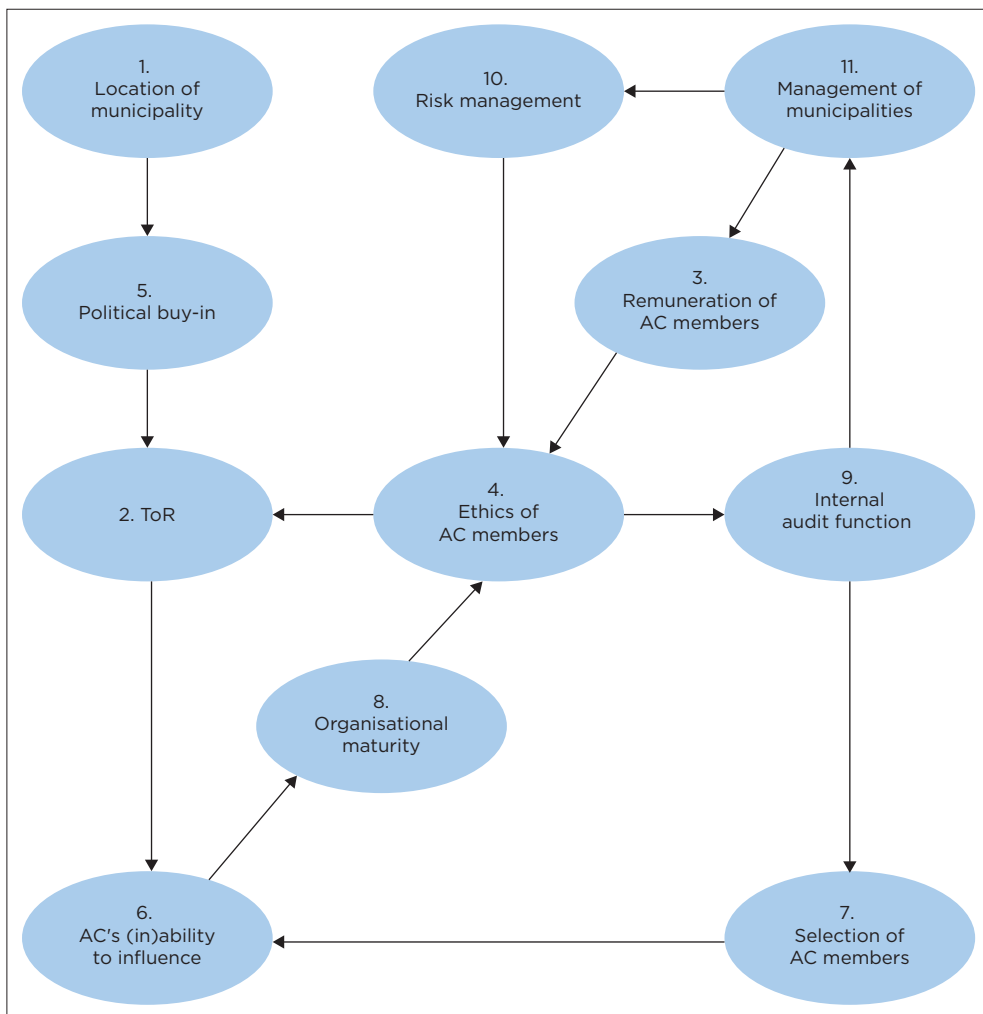 1.
Location of
municipality
10.
Risk management
11.
Management of
municipalities
5.
Political buy-in
3.
Remuneration of
AC members
2. ToR
4.
Ethics of
AC members
9.
Internal
audit function
8.
Organisational
maturity
6.
AC's (in)ability
to influence
7.
Selection of
AC members